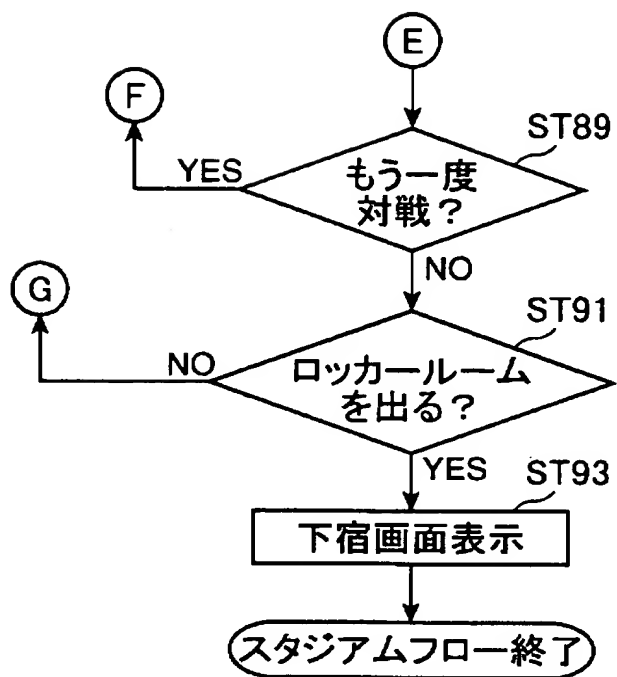 E
F
ST89
YES
もう一度
対戦？
NO
G
ST91
NO
ロッカールーム
を出る？
YES
ST93
下宿画面表示
スタジアムフロー終了